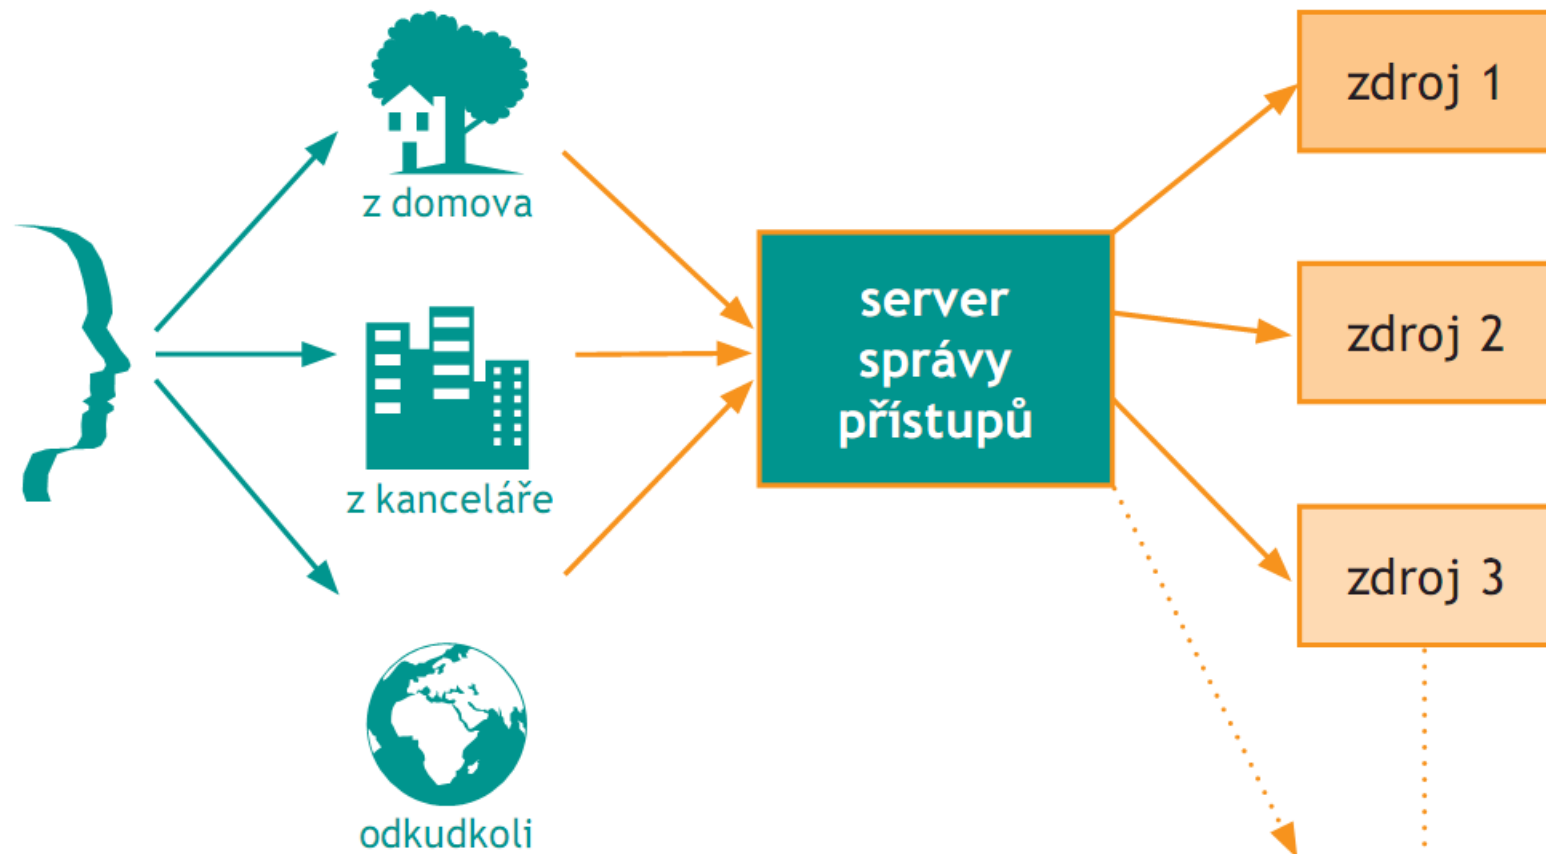 z domova
z kanceláře
odkudkoli
server
správy
přístupů
zdroj 1
zdroj 2
zdroj 3